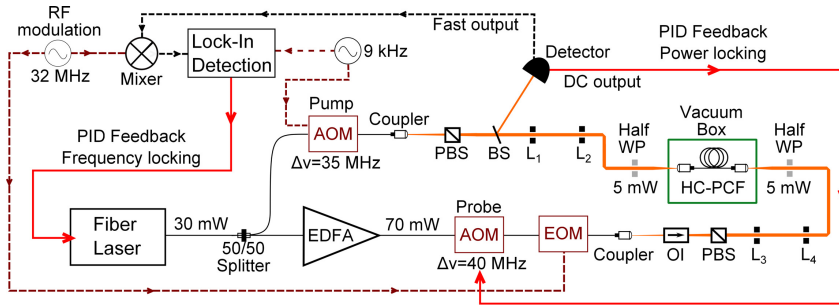 RF
modulation
32 MHz
Mixer
Lock-In
Detection
9 kHz
Fast output
Detector
DC output
PID Feedback
Power locking
PID Feedback
Frequency locking
Pump
AOM
Δν=35 MHz
Coupler
PBS
BS
L1
L2
Half
WP
5 mW
Vacuum
Box
HC-PCF
Half
WP
5 mW
Fiber
Laser
30 mW
50/50
Splitter
EDFA
70 mW
Probe
AOM
Δν=40 MHz
EOM
Coupler
OI
PBS
L3
L4